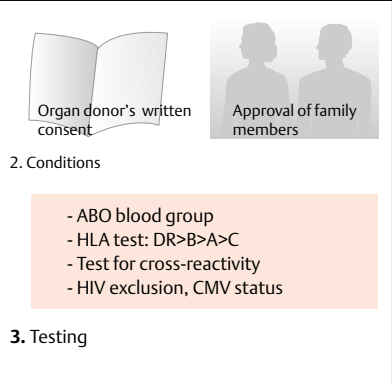 Organ donor's written
consent
Approval of family
members
2. Conditions
- ABO blood group
- HLA test: DR>B>A>C
- Test for cross-reactivity
- HIV exclusion, CMV status
3. Testing